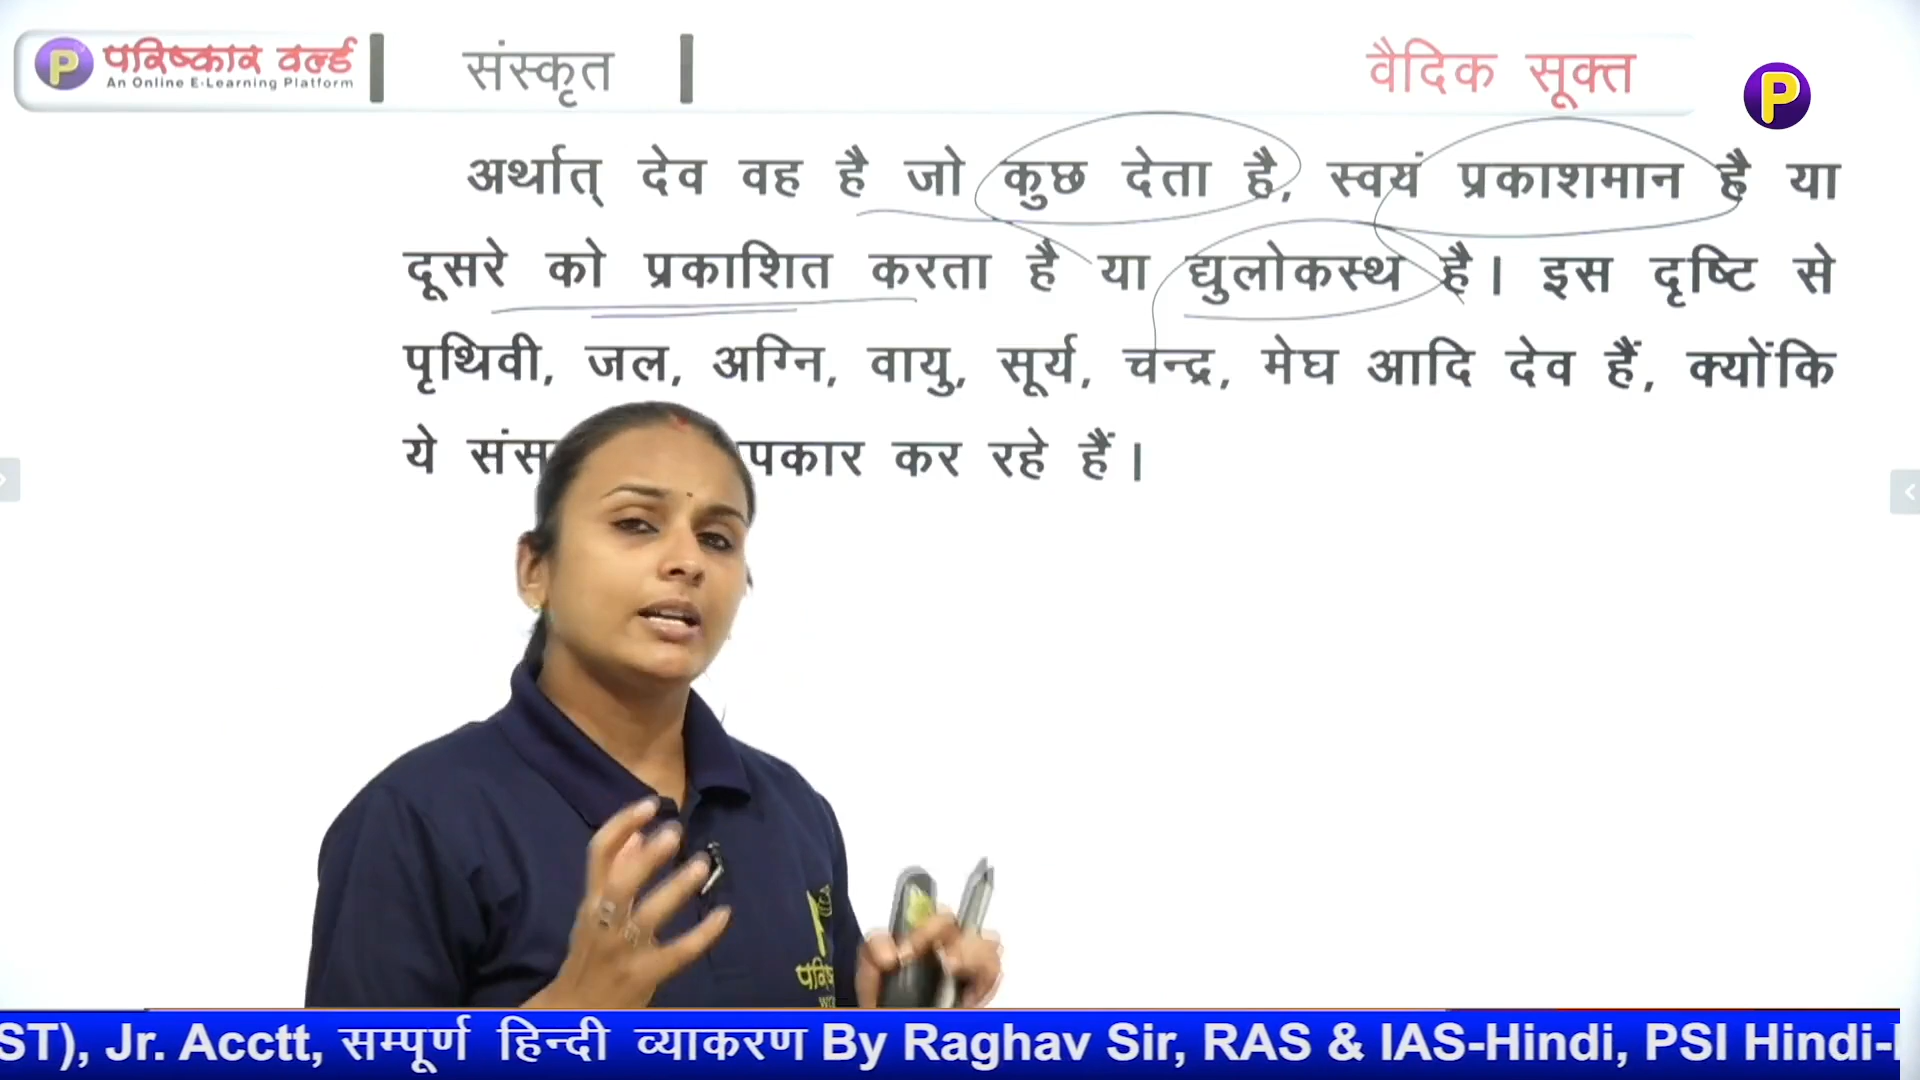 P परिष्कार वर्ल्ड
An Online E-Learning Platform
संस्कृत
वैदिक सूक्त
P
अर्थात् देव वह है जो कुछ देता है, स्वयं प्रकाशमान है या
दूसरे को प्रकाशित करता है या द्युलोकस्थ है। इस दृष्टि से
पृथिवी, जल, अग्नि, वायु, सूर्य, चन्द्र, मेघ आदि देव हैं, क्योंकि
ये कर रहे हैं।
ST), Jr. Acctt, सम्पूर्ण हिन्दी व्याकरण By Raghav Sir, RAS & IAS-Hindi, PSI Hindi-